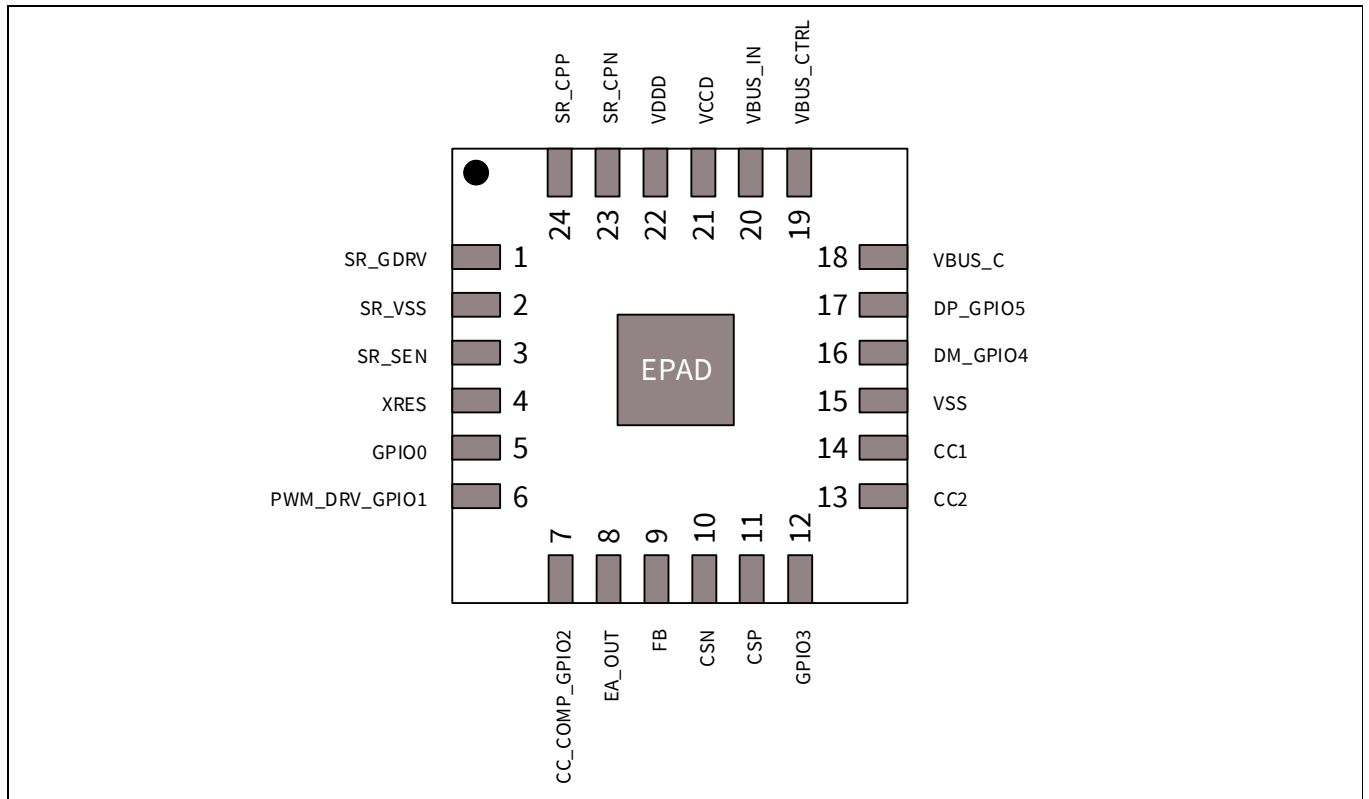 SR_CPP
SR_CPN
VDDD
VCCD
VBUS_IN
VBUS_CTRL
24
23
22
21
20
19
SR_GDRV 1
SR_VSS 2
SR_SEN 3
XRES 4
GPIO0 5
PWM_DRV_GPIO1 6
EPAD
18 VBUS_C
17 DP_GPIO5
16 DM_GPIO4
15 VSS
14 CC1
13 CC2
7
8
9
10
11
12
CC_COMP_GPIO2
EA_OUT
FB
CSN
CSP
GPIO3